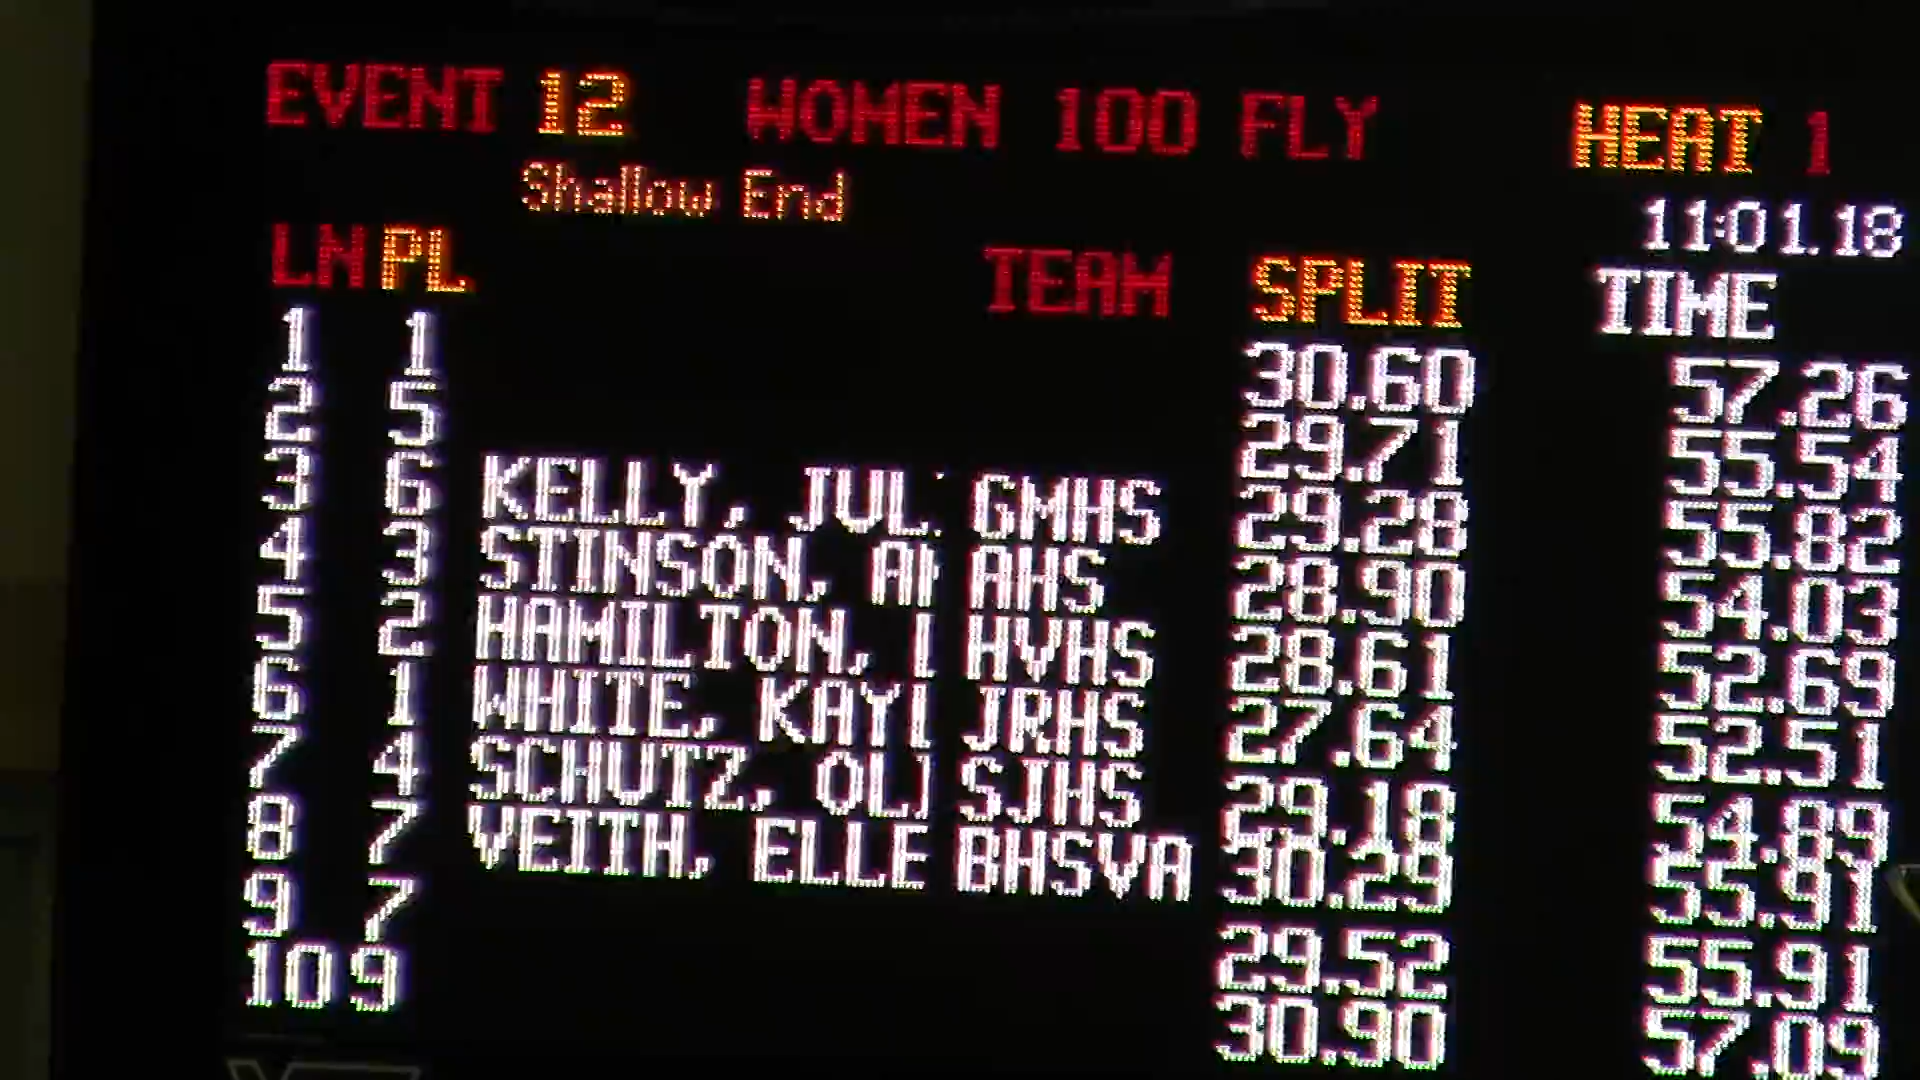 EVENT 12 WOMEN 100 FLY HEAT 1
Shallow End 11:01.18
LN PL TEAM SPLIT TIME
1 1 30.60 57.26
2 5 29.71 55.54
3 6 KELLY, JUL GMHS 29.28 55.82
4 3 STINSON, AHS 28.90 54.03
5 2 HAMILTON, HVHS 28.61 52.69
6 1 WHITE, KAYL JRHS 27.64 52.51
7 4 SCHUTZ, OLI SJHS 29.18 54.89
8 7 VEITH, ELLE BHSVA 30.29 55.91
9 7 29.52 55.91
10 9 30.90 57.09